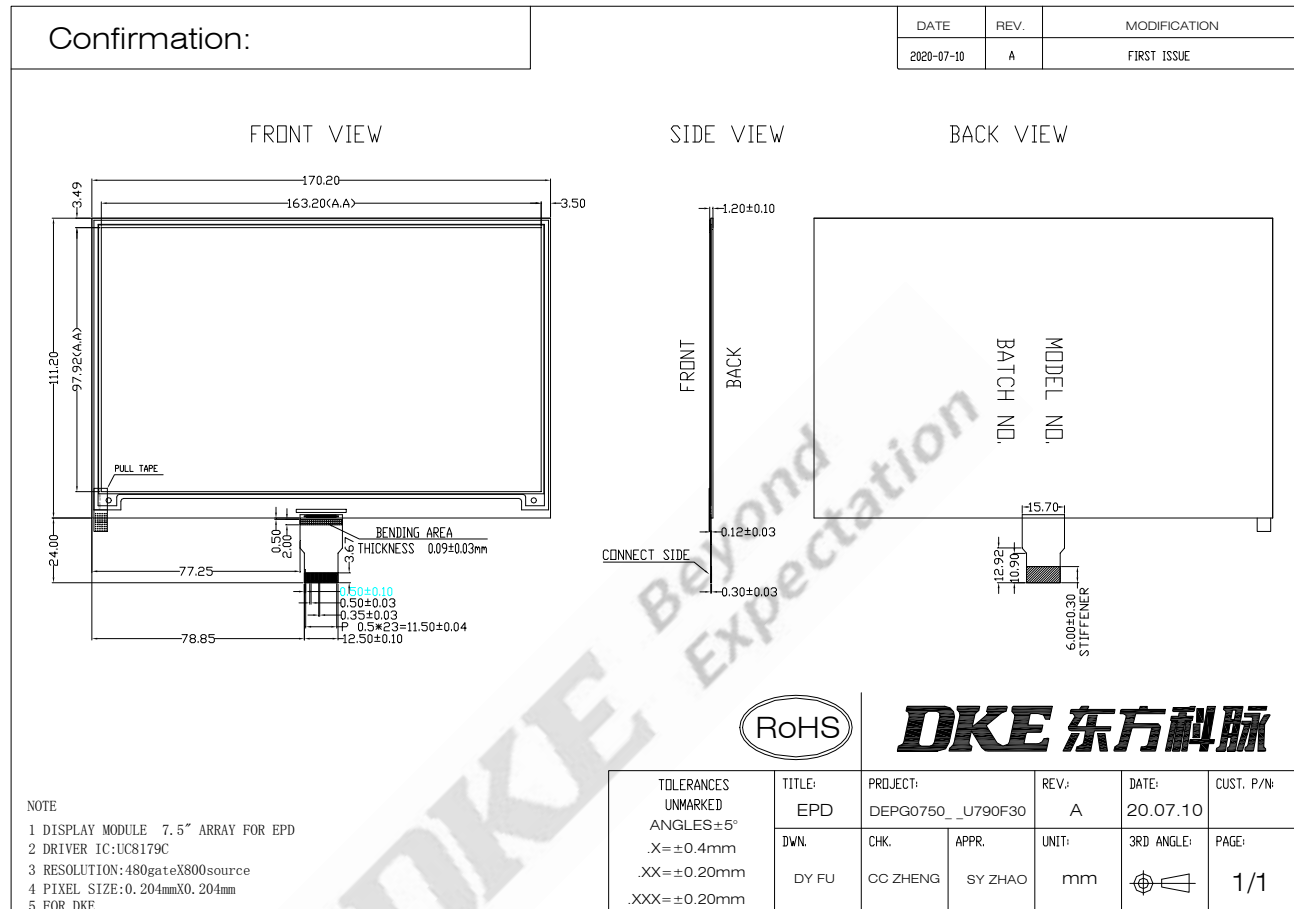 Confirmation:
DATE REV. MODIFICATION
2020-07-10 A FIRST ISSUE
FRONT VIEW
SIDE VIEW
BACK VIEW
170.20
163.20(A.A)
3.49
3.50
111.20
97.92(A.A)
PULL TAPE
24.00
0.50
2.00
3.67
BENDING AREA
THICKNESS 0.09±0.03mm
77.25
0.50±0.10
0.50±0.03
0.35±0.03
P 0.5*23=11.50±0.04
78.85
12.50±0.10
1.20±0.10
FRONT
BACK
0.12±0.03
CONNECT SIDE
0.30±0.03
MODEL NO.
BATCH NO.
15.70
12.92
10.90
6.00±0.30
STIFFENER
Beyond
Expectation
DKE
RoHS
DKE 东方科脉
NOTE
1 DISPLAY MODULE 7.5" ARRAY FOR EPD
2 DRIVER IC:UC8179C
3 RESOLUTION:480gateX800source
4 PIXEL SIZE:0.204mmX0.204mm
5 FOR DKE
TOLERANCES
UNMARKED
ANGLES±5°
.X=±0.4mm
.XX=±0.20mm
.XXX=±0.20mm
TITLE: PROJECT: REV.: DATE: CUST. P/N:
EPD DEPG0750_ _U790F30 A 20.07.10
DWN. CHK. APPR. UNIT: 3RD ANGLE: PAGE:
DY FU CC ZHENG SY ZHAO mm 1/1